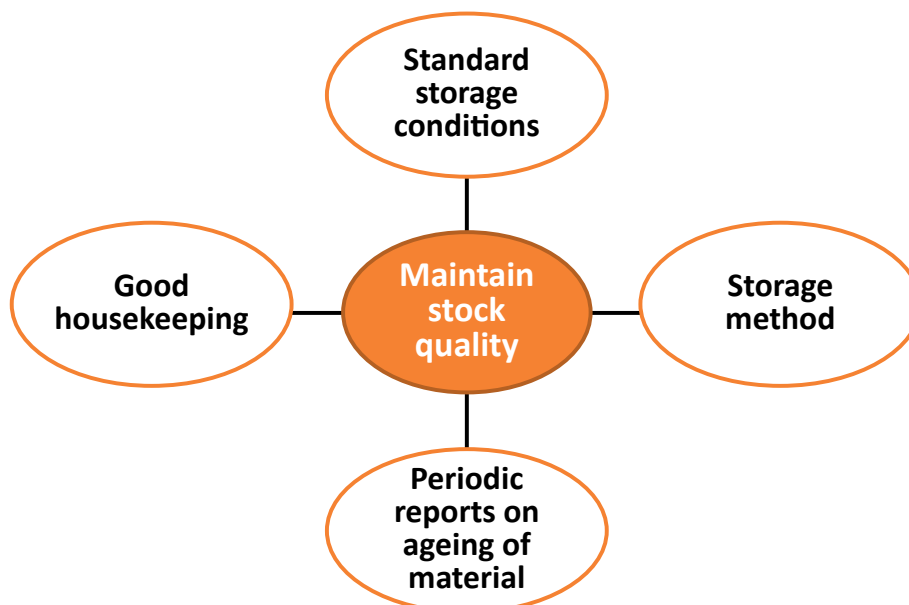 Standard
storage
conditions
Good
housekeeping
Maintain
stock
quality
Storage
method
Periodic
reports on
ageing of
material